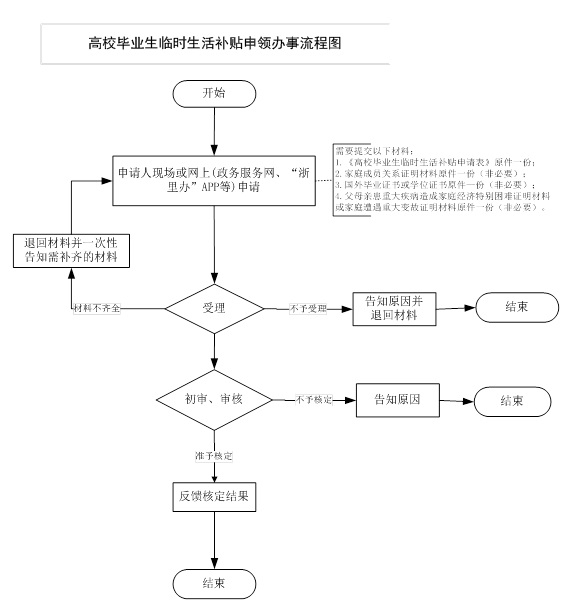 高校毕业生临时生活补贴申领办事流程图
开始
需要提交以下材料：
1.《高校毕业生临时生活补贴申请表》原件一份；
2.家庭成员关系证明材料原件一份（非必要）；
3.国外毕业证书或学位证书原件一份（非必要）；
4.父母亲患重大疾病造成家庭经济特别困难证明材料
或家庭遭遇重大变故证明材料原件一份（非必要）。
申请人现场或网上(政务服务网、“浙
里办”APP等)申请
退回材料并一次性
告知需补齐的材料
材料不齐全
受理
不予受理
告知原因并
退回材料
结束
初审、审核
不予核定
告知原因
结束
准予核定
反馈核定结果
结束